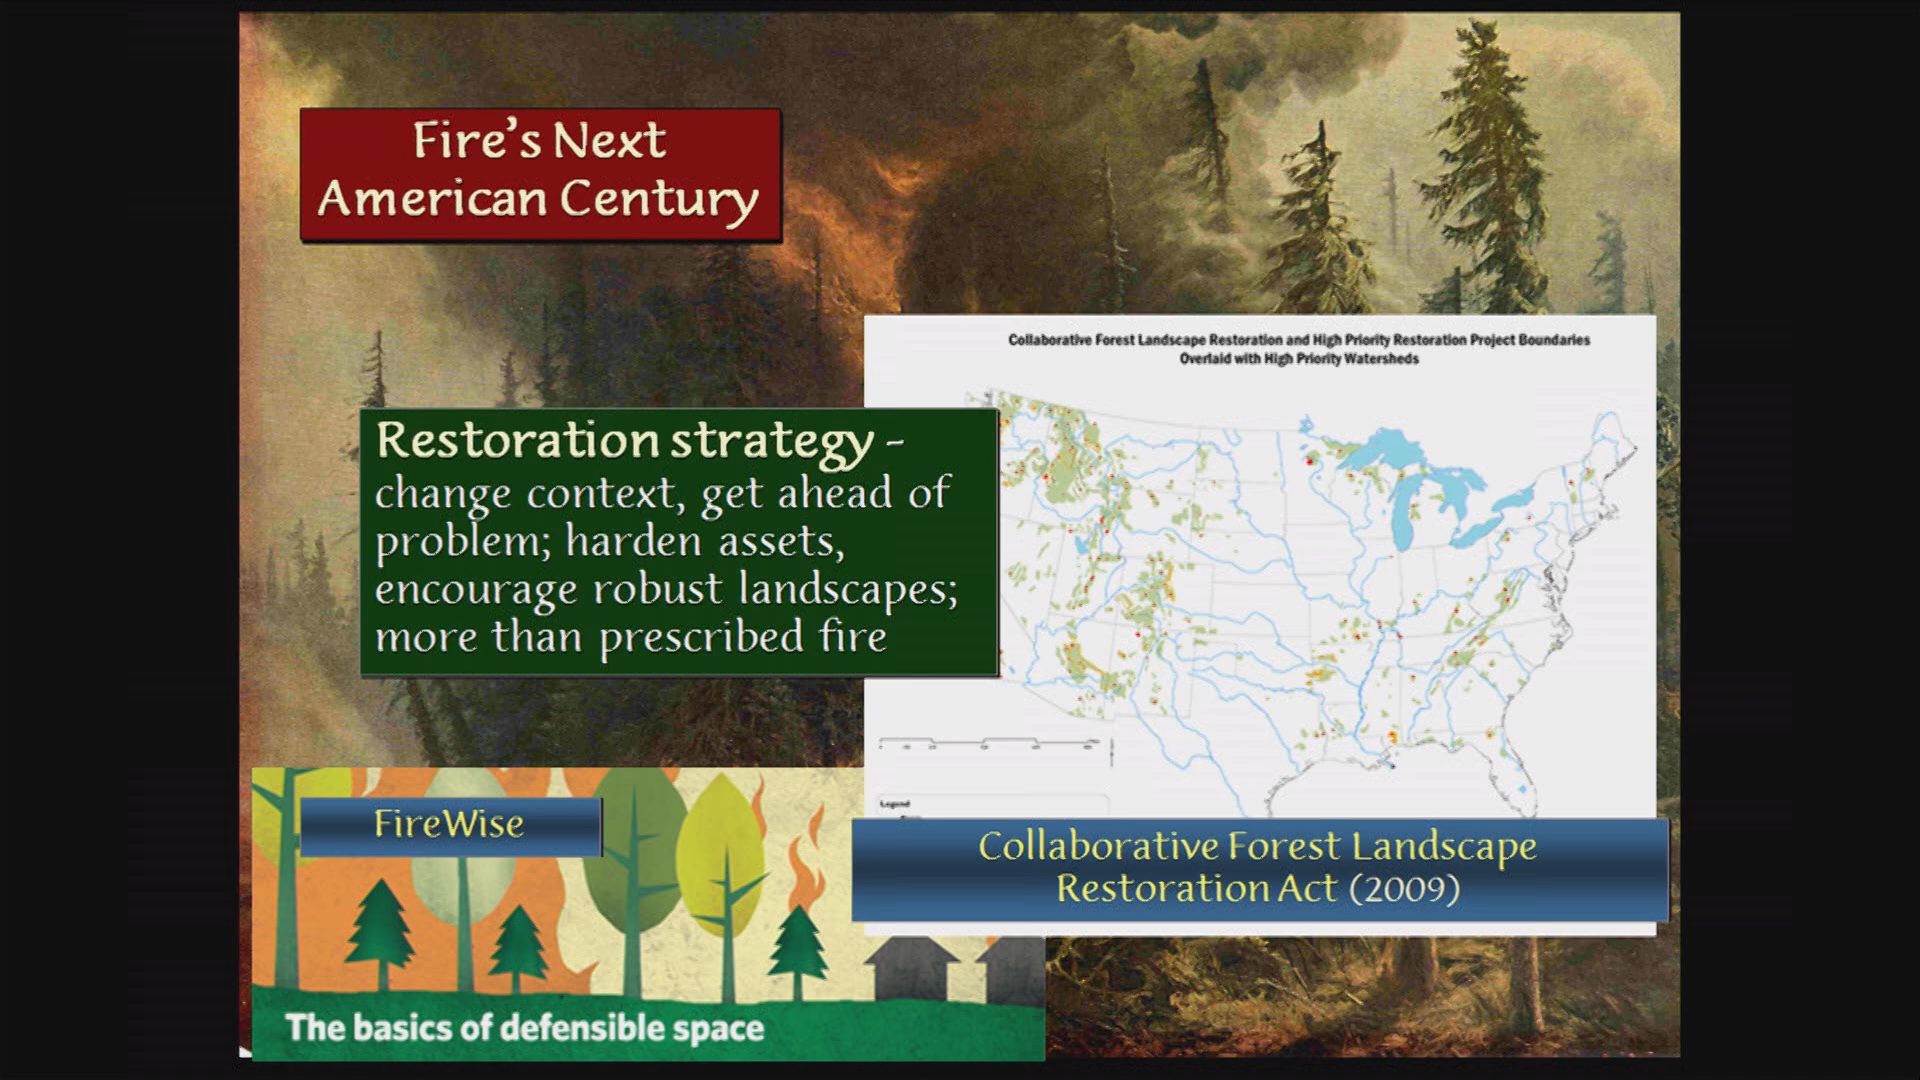 Fire's Next
American Century
Collaborative Forest Landscape Restoration and High Priority Restoration Project Boundaries
Overlaid with High Priority Watersheds
Restoration strategy -
change context, get ahead of
problem; harden assets,
encourage robust landscapes;
more than prescribed fire
Legend
FireWise
Collaborative Forest Landscape
Restoration Act (2009)
The basics of defensible space